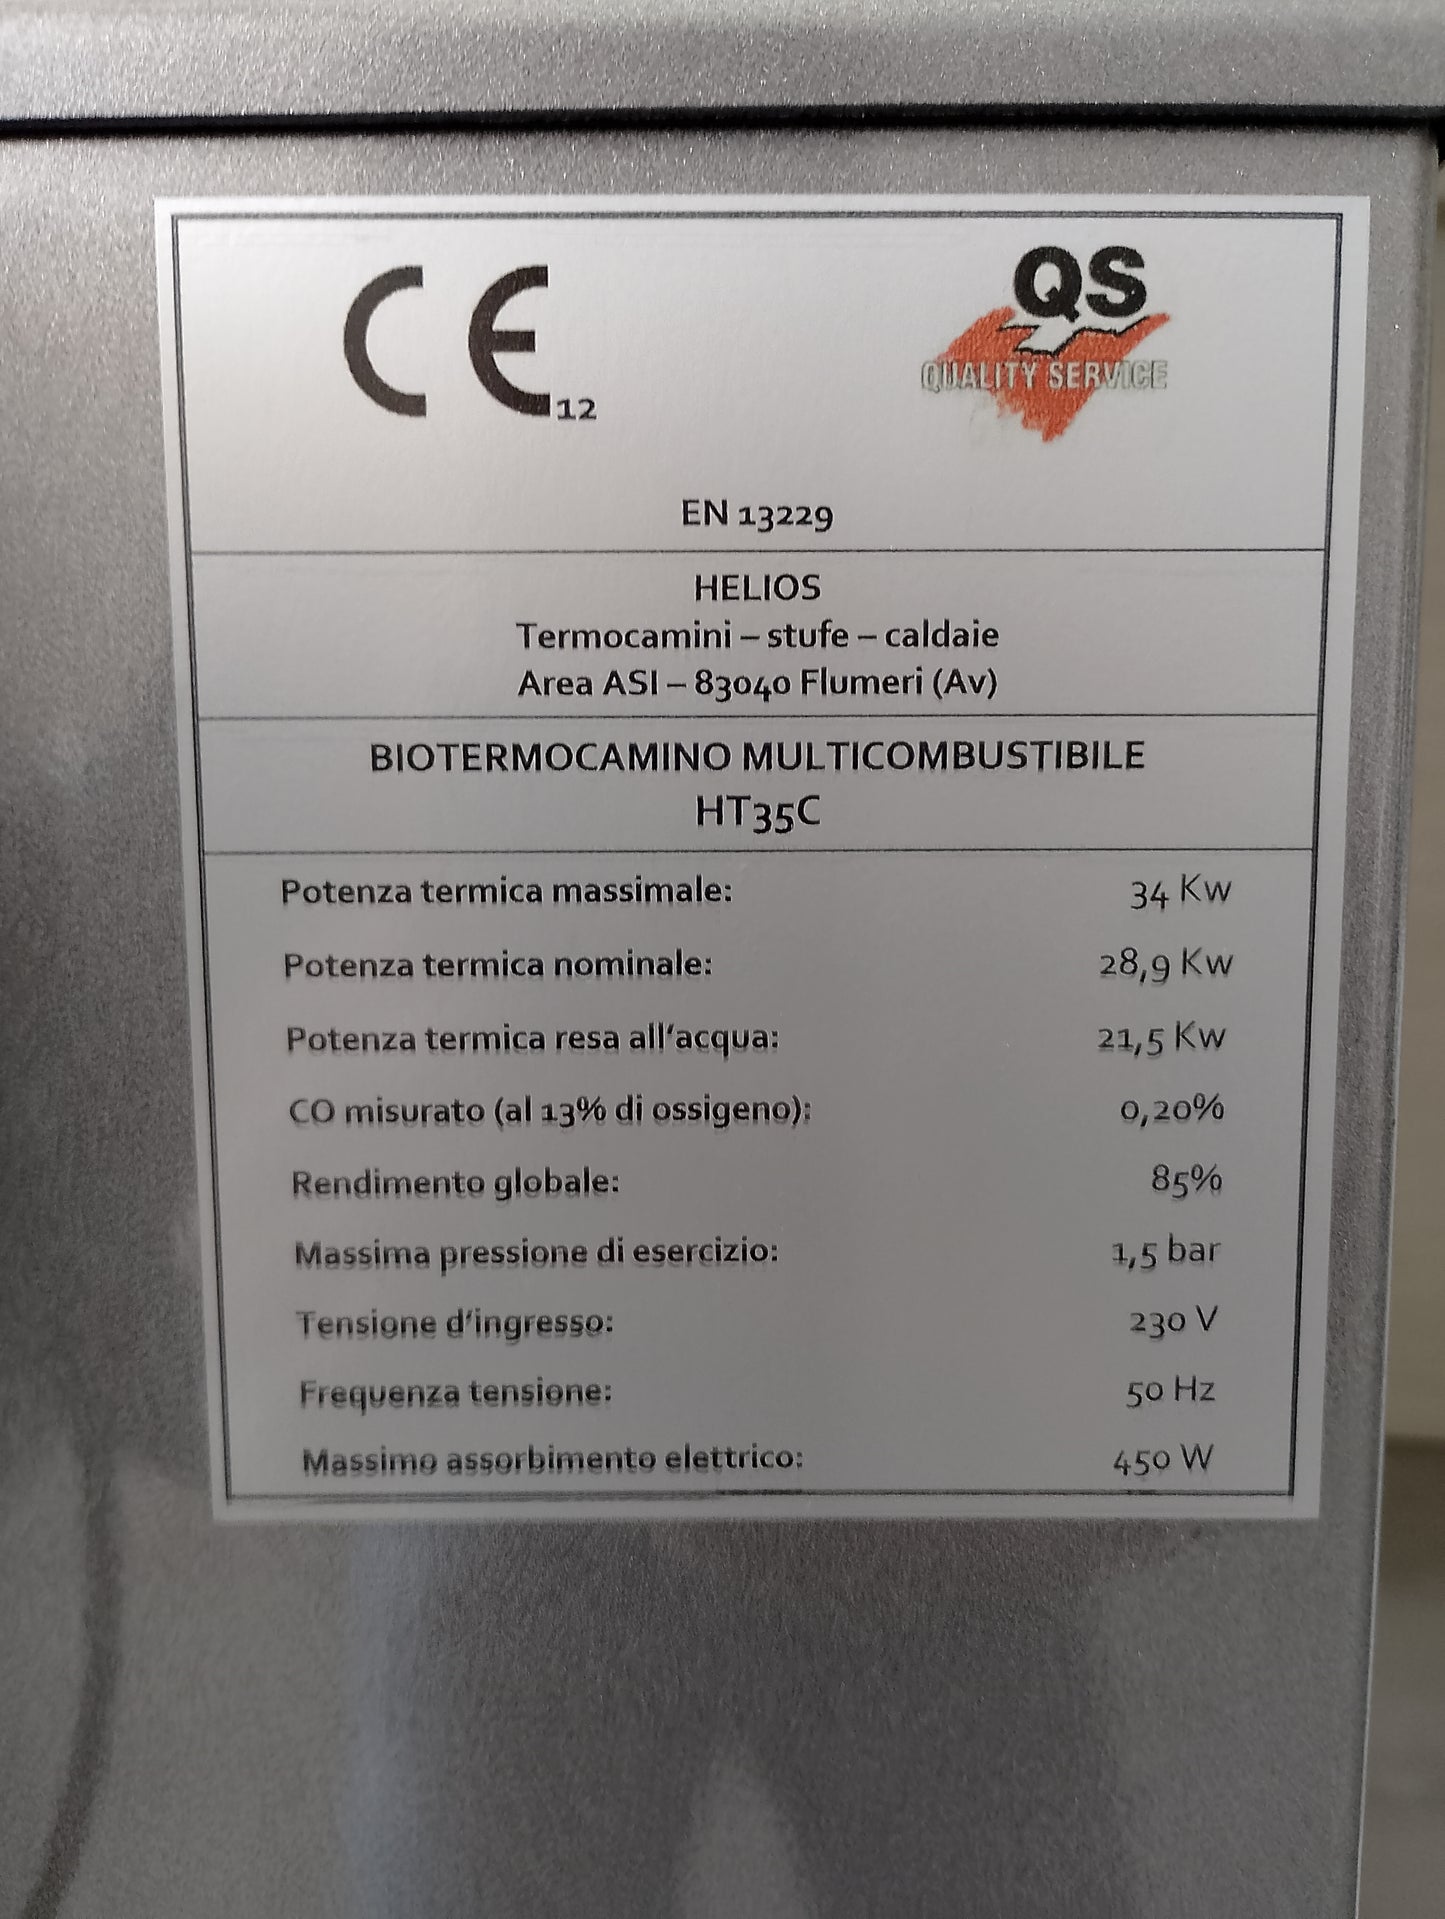 CE 12
QS
QUALITY SERVICE
EN 13229
HELIOS
Termocamini – stufe – caldaie
Area ASI – 83040 Flumeri (Av)
BIOTERMOCAMINO MULTICOMBUSTIBILE
HT35C
Potenza termica massimale: 34 Kw
Potenza termica nominale: 28,9 Kw
Potenza termica resa all'acqua: 21,5 Kw
CO misurato (al 13% di ossigeno): 0,20%
Rendimento globale: 85%
Massima pressione di esercizio: 1,5 bar
Tensione d'ingresso: 230 V
Frequenza tensione: 50 Hz
Massimo assorbimento elettrico: 450 W